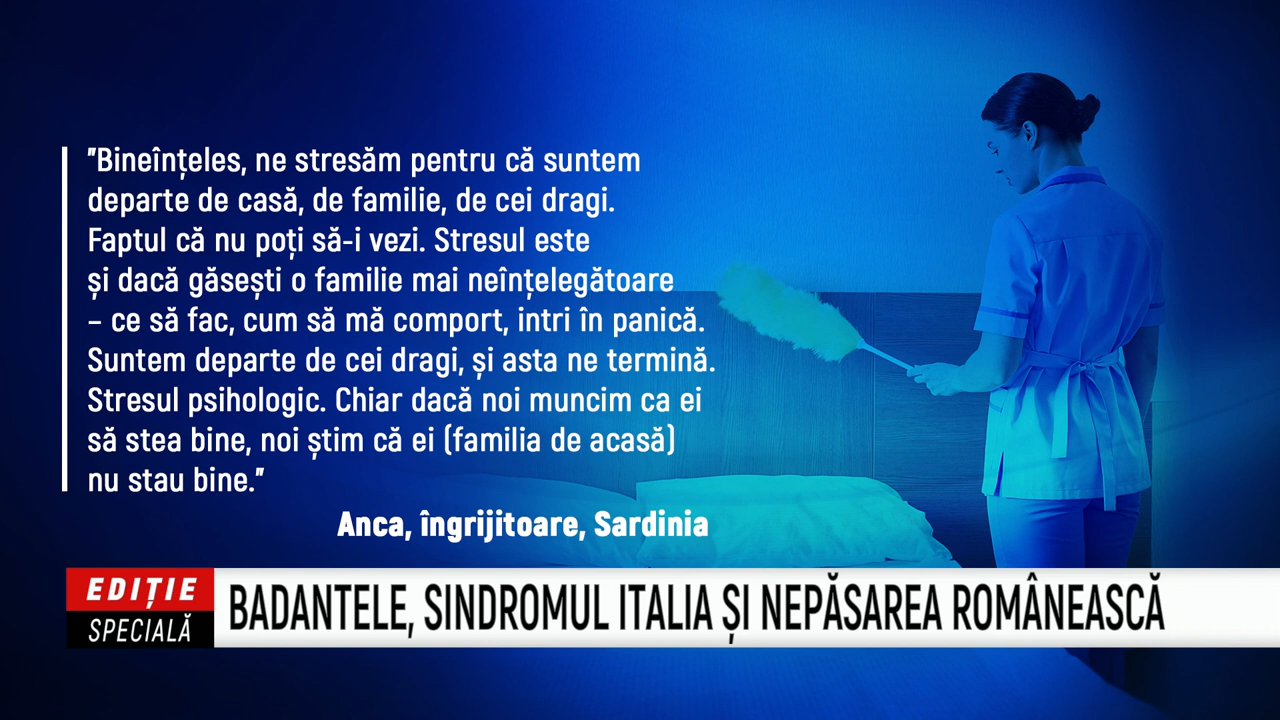 "Bineînțeles, ne stresăm pentru că suntem
departe de casă, de familie, de cei dragi.
Faptul că nu poți să-i vezi. Stresul este
și dacă găsești o familie mai neînțelegătoare
– ce să fac, cum să mă comport, intri în panică.
Suntem departe de cei dragi, și asta ne termină.
Stresul psihologic. Chiar dacă noi muncim ca ei
să stea bine, noi știm că ei (familia de acasă)
nu stau bine."
Anca, îngrijitoare, Sardinia
EDIȚIE
SPECIALĂ
BADANTELE, SINDROMUL ITALIA ȘI NEPĂSAREA ROMÂNEASCĂ